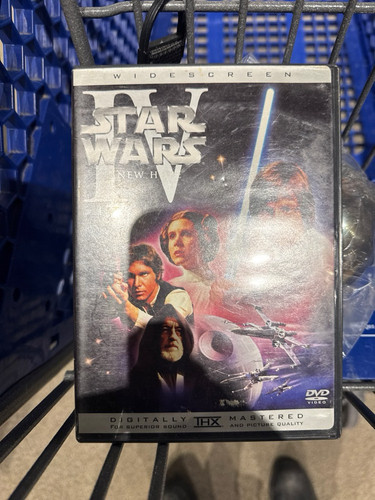 WIDESCREEN
IV
STAR
WARS
NEW H
DVD
VIDEO
DIGITALLY THX MASTERED
FOR SUPERIOR SOUND AND PICTURE QUALITY